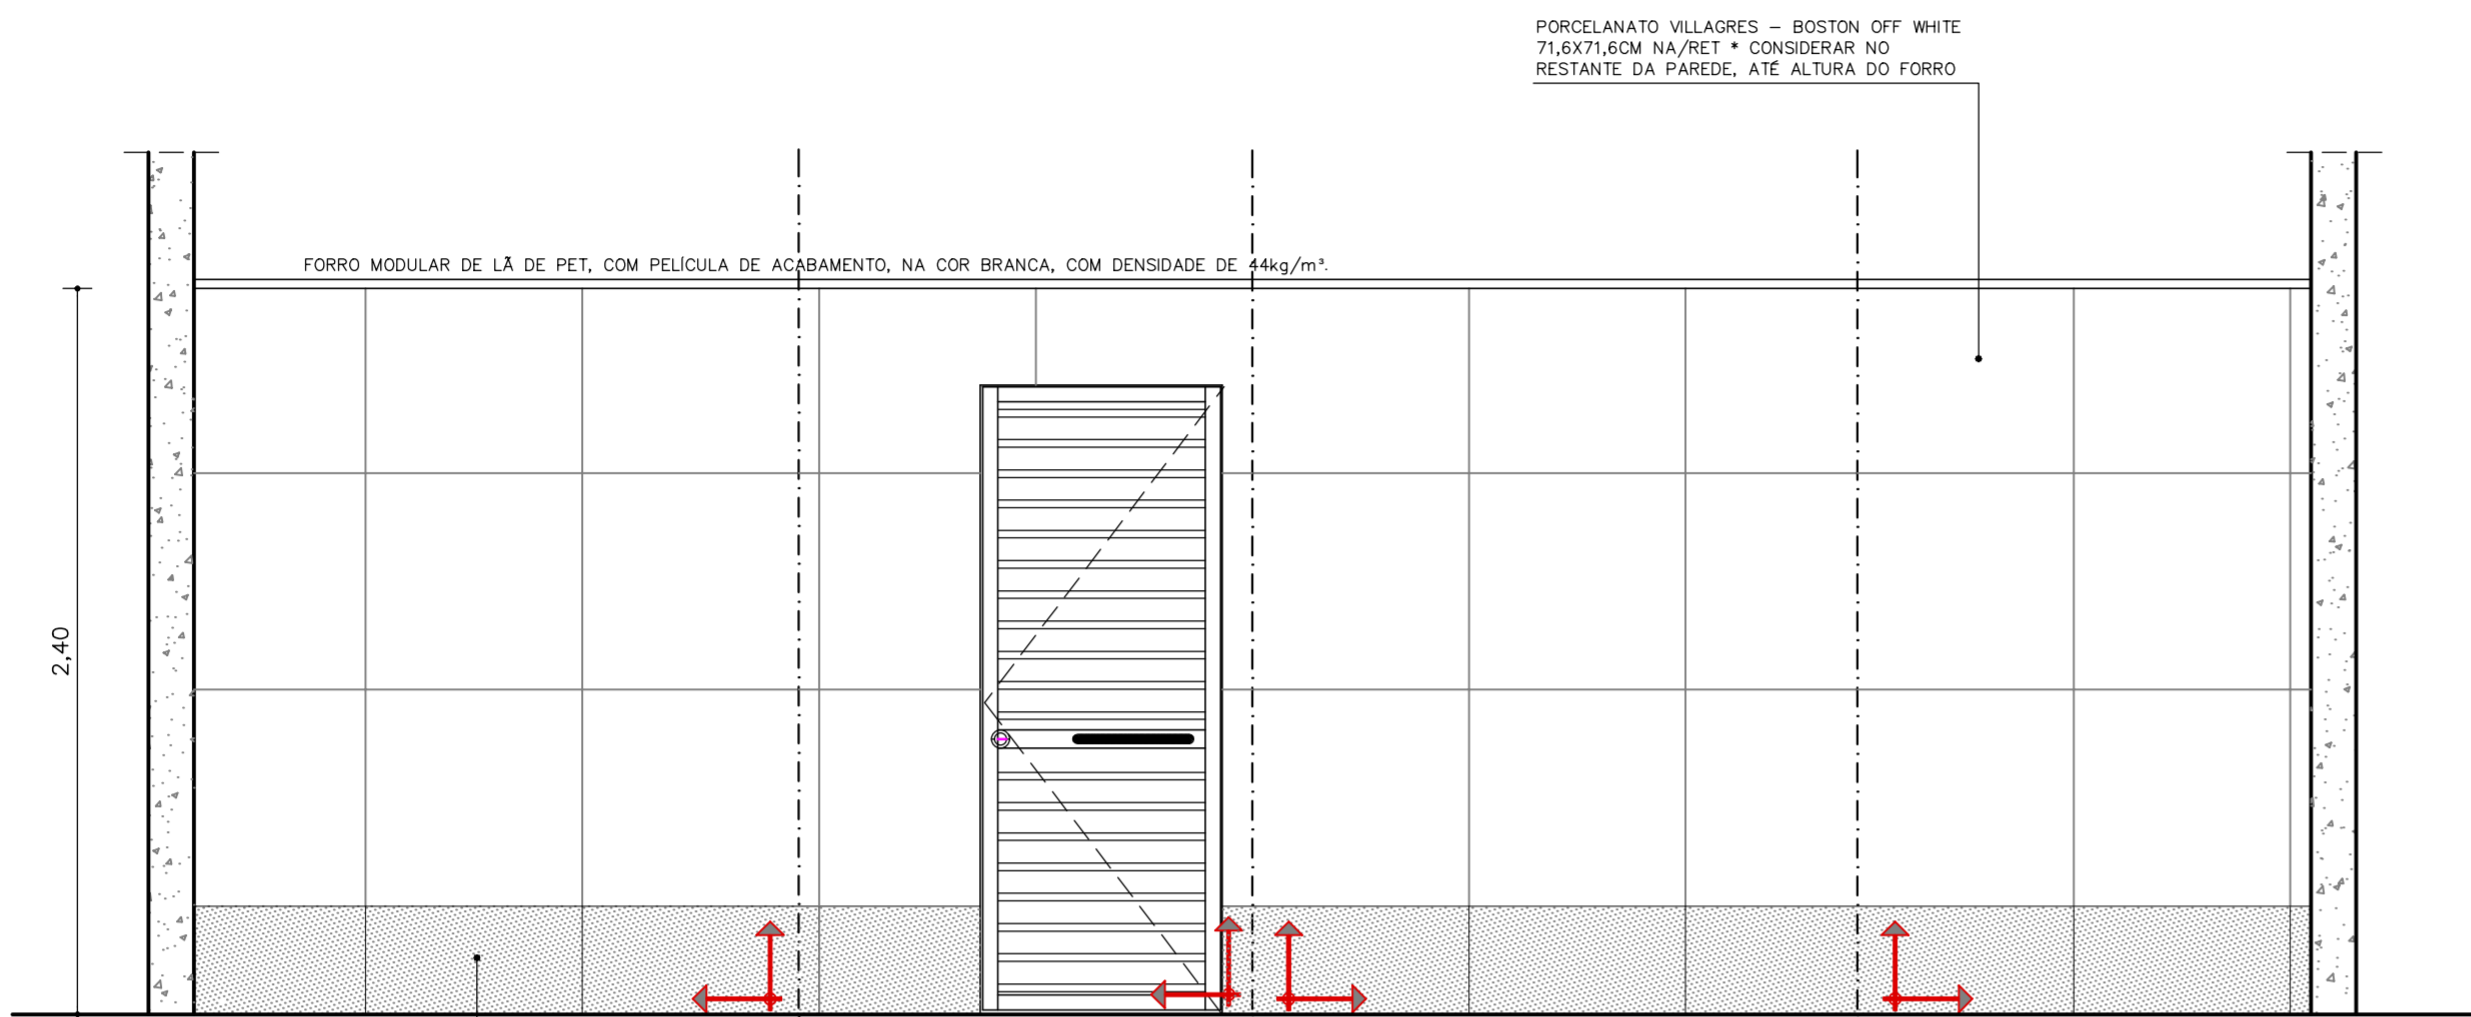 PORCELANATO VILLAGRES – BOSTON OFF WHITE
71,6X71,6CM NA/RET * CONSIDERAR NO
RESTANTE DA PAREDE, ATÉ ALTURA DO FORRO
FORRO MODULAR DE LÃ DE PET, COM PELÍCULA DE ACABAMENTO, NA COR BRANCA, COM DENSIDADE DE 44kg/m³.
2,40